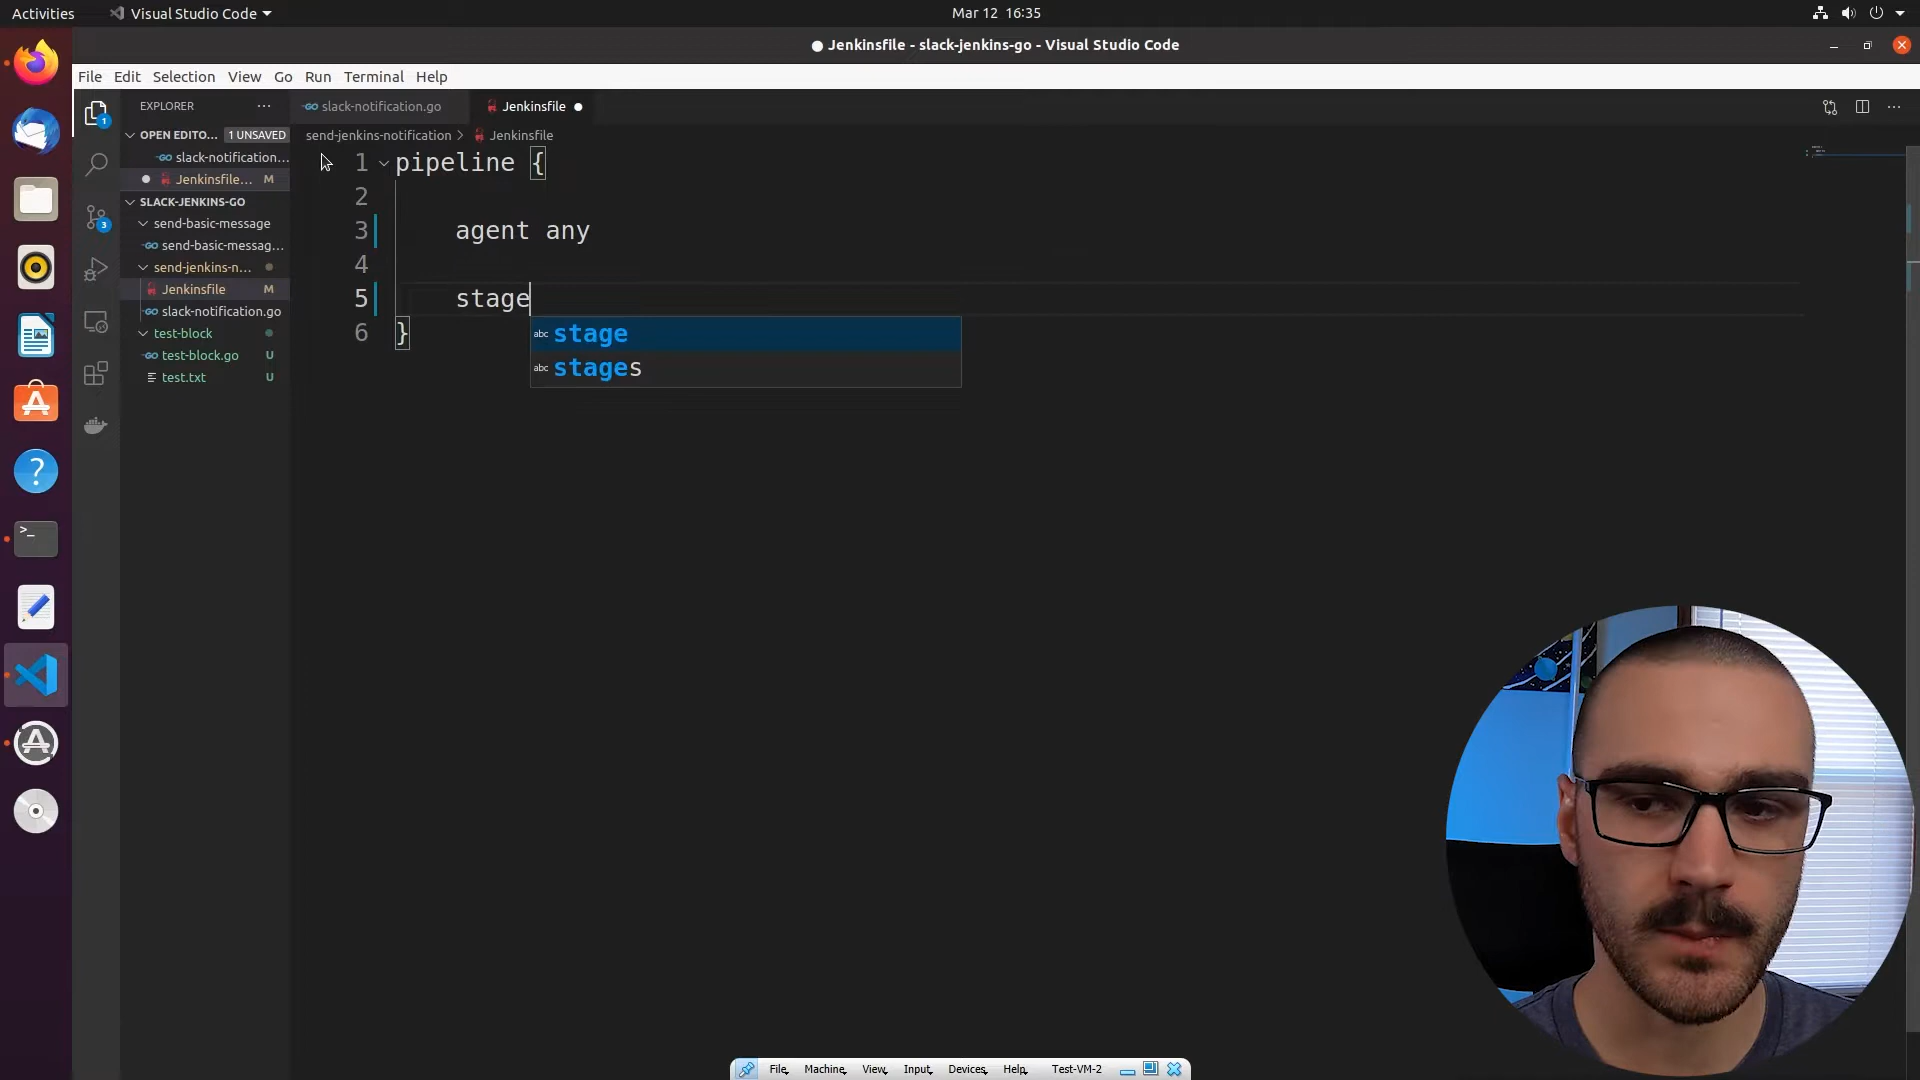 Activities
Visual Studio Code
Mar 12 16:35
● Jenkinsfile - slack-jenkins-go - Visual Studio Code
File Edit Selection View Go Run Terminal Help
EXPLORER ...
slack-notification.go
Jenkinsfile ●
OPEN EDITO... 1 UNSAVED
send-jenkins-notification > Jenkinsfile
slack-notification...
Jenkinsfile... M
SLACK-JENKINS-GO
send-basic-message
send-basic-messag...
send-jenkins-n...
Jenkinsfile M
slack-notification.go
test-block
test-block.go U
test.txt U
1
3
1 pipeline {
2
3 agent any
4
5 stage
6 }
abc stage
abc stages
File Machine View Input Devices Help Test-VM-2